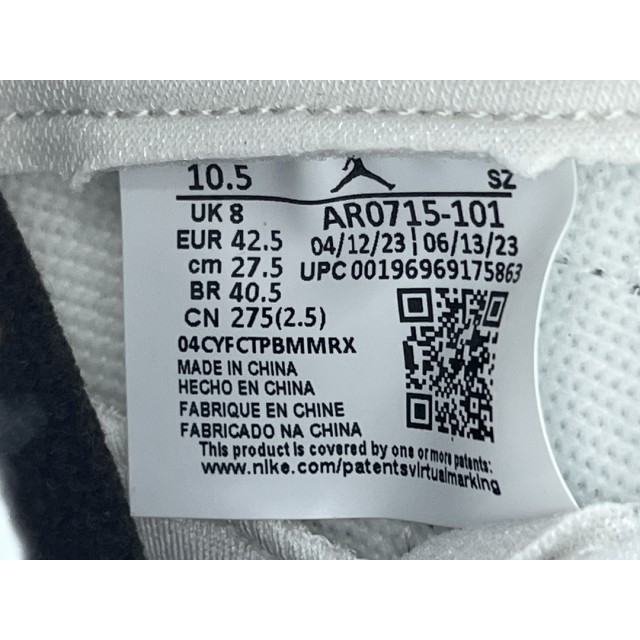 10.5 SZ
UK 8 AR0715-101
EUR 42.5 04/12/23 | 06/13/23
cm 27.5 UPC 00196969175863
BR 40.5
CN 275(2.5)
04CYFCTPBMMRX
MADE IN CHINA
HECHO EN CHINA
FABRIQUE EN CHINE
FABRICADO NA CHINA
This product is covered by one or more patents:
www.nike.com/patentsvirtualmarking